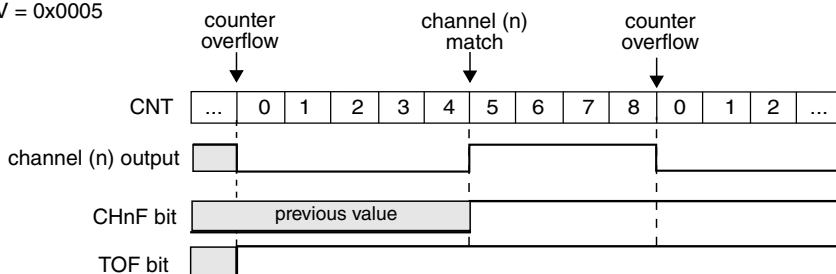 V = 0x0005
counter overflow
channel (n) match
counter overflow
CNT ... 0 1 2 3 4 5 6 7 8 0 1 2 ...
channel (n) output
CHnF bit previous value
TOF bit